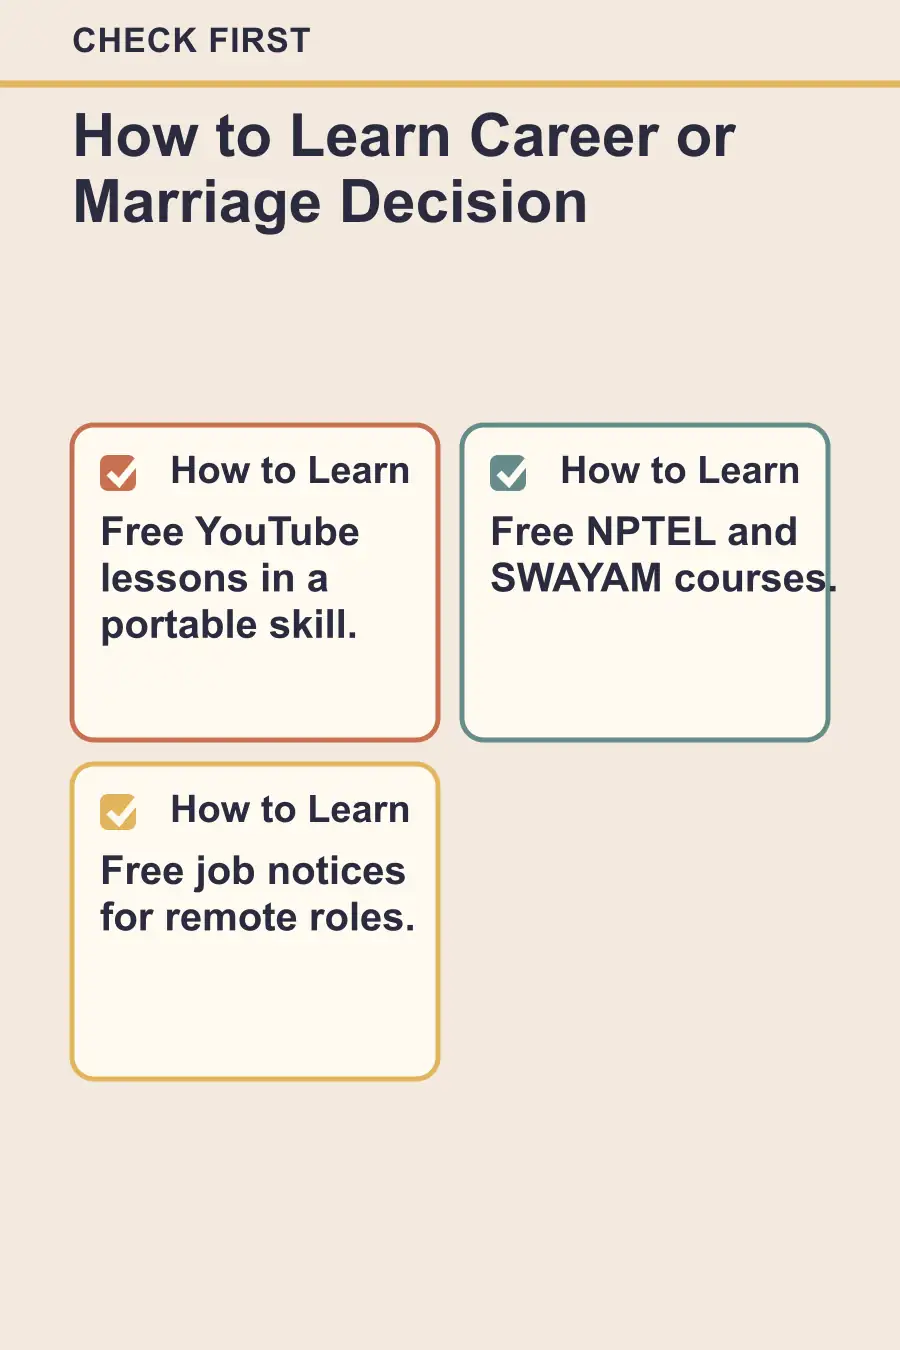 CHECK FIRST
How to Learn Career or
Marriage Decision
How to Learn
Free YouTube
lessons in a
portable skill.
How to Learn
Free NPTEL and
SWAYAM courses.
How to Learn
Free job notices
for remote roles.